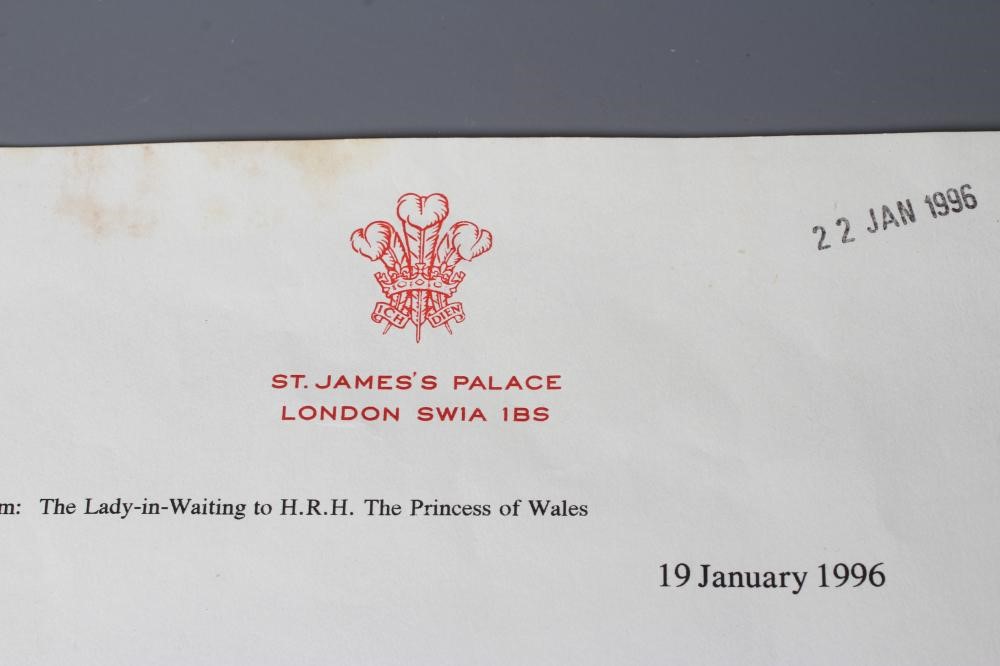 22 JAN 1996
ICH DIEN
ST. JAMES'S PALACE
LONDON SW1A 1BS
m: The Lady-in-Waiting to H.R.H. The Princess of Wales
19 January 1996